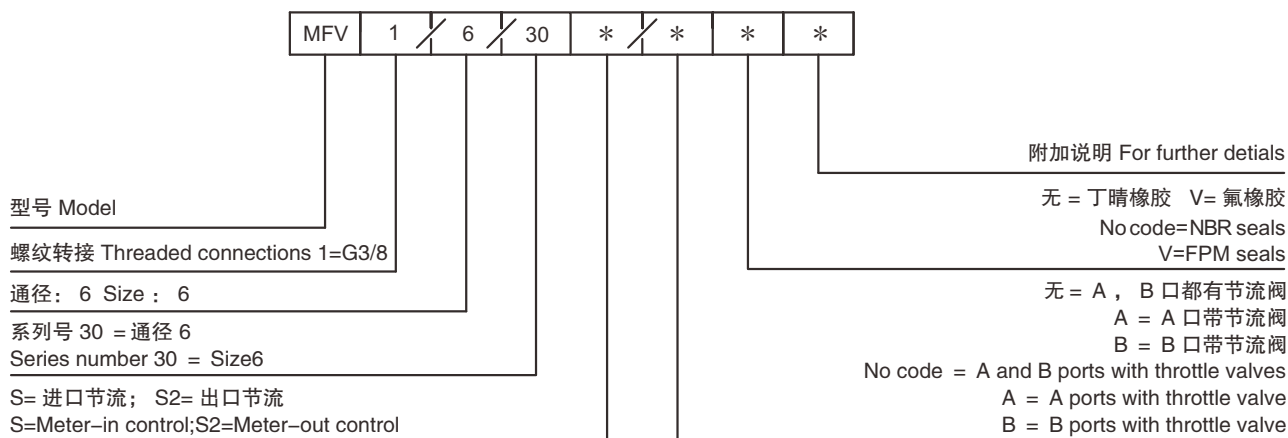 MFV 1 / 6 / 30 * / * * *
附加说明 For further detials
型号 Model
无 = 丁晴橡胶 V= 氟橡胶
No code=NBR seals
V=FPM seals
螺纹转接 Threaded connections 1=G3/8
通径： 6 Size ： 6
无 = A ， B 口都有节流阀
A = A 口带节流阀
B = B 口带节流阀
No code = A and B ports with throttle valves
A = A ports with throttle valve
B = B ports with throttle valve
系列号 30 = 通径 6
Series number 30 = Size6
S= 进口节流； S2= 出口节流
S=Meter–in control;S2=Meter–out control